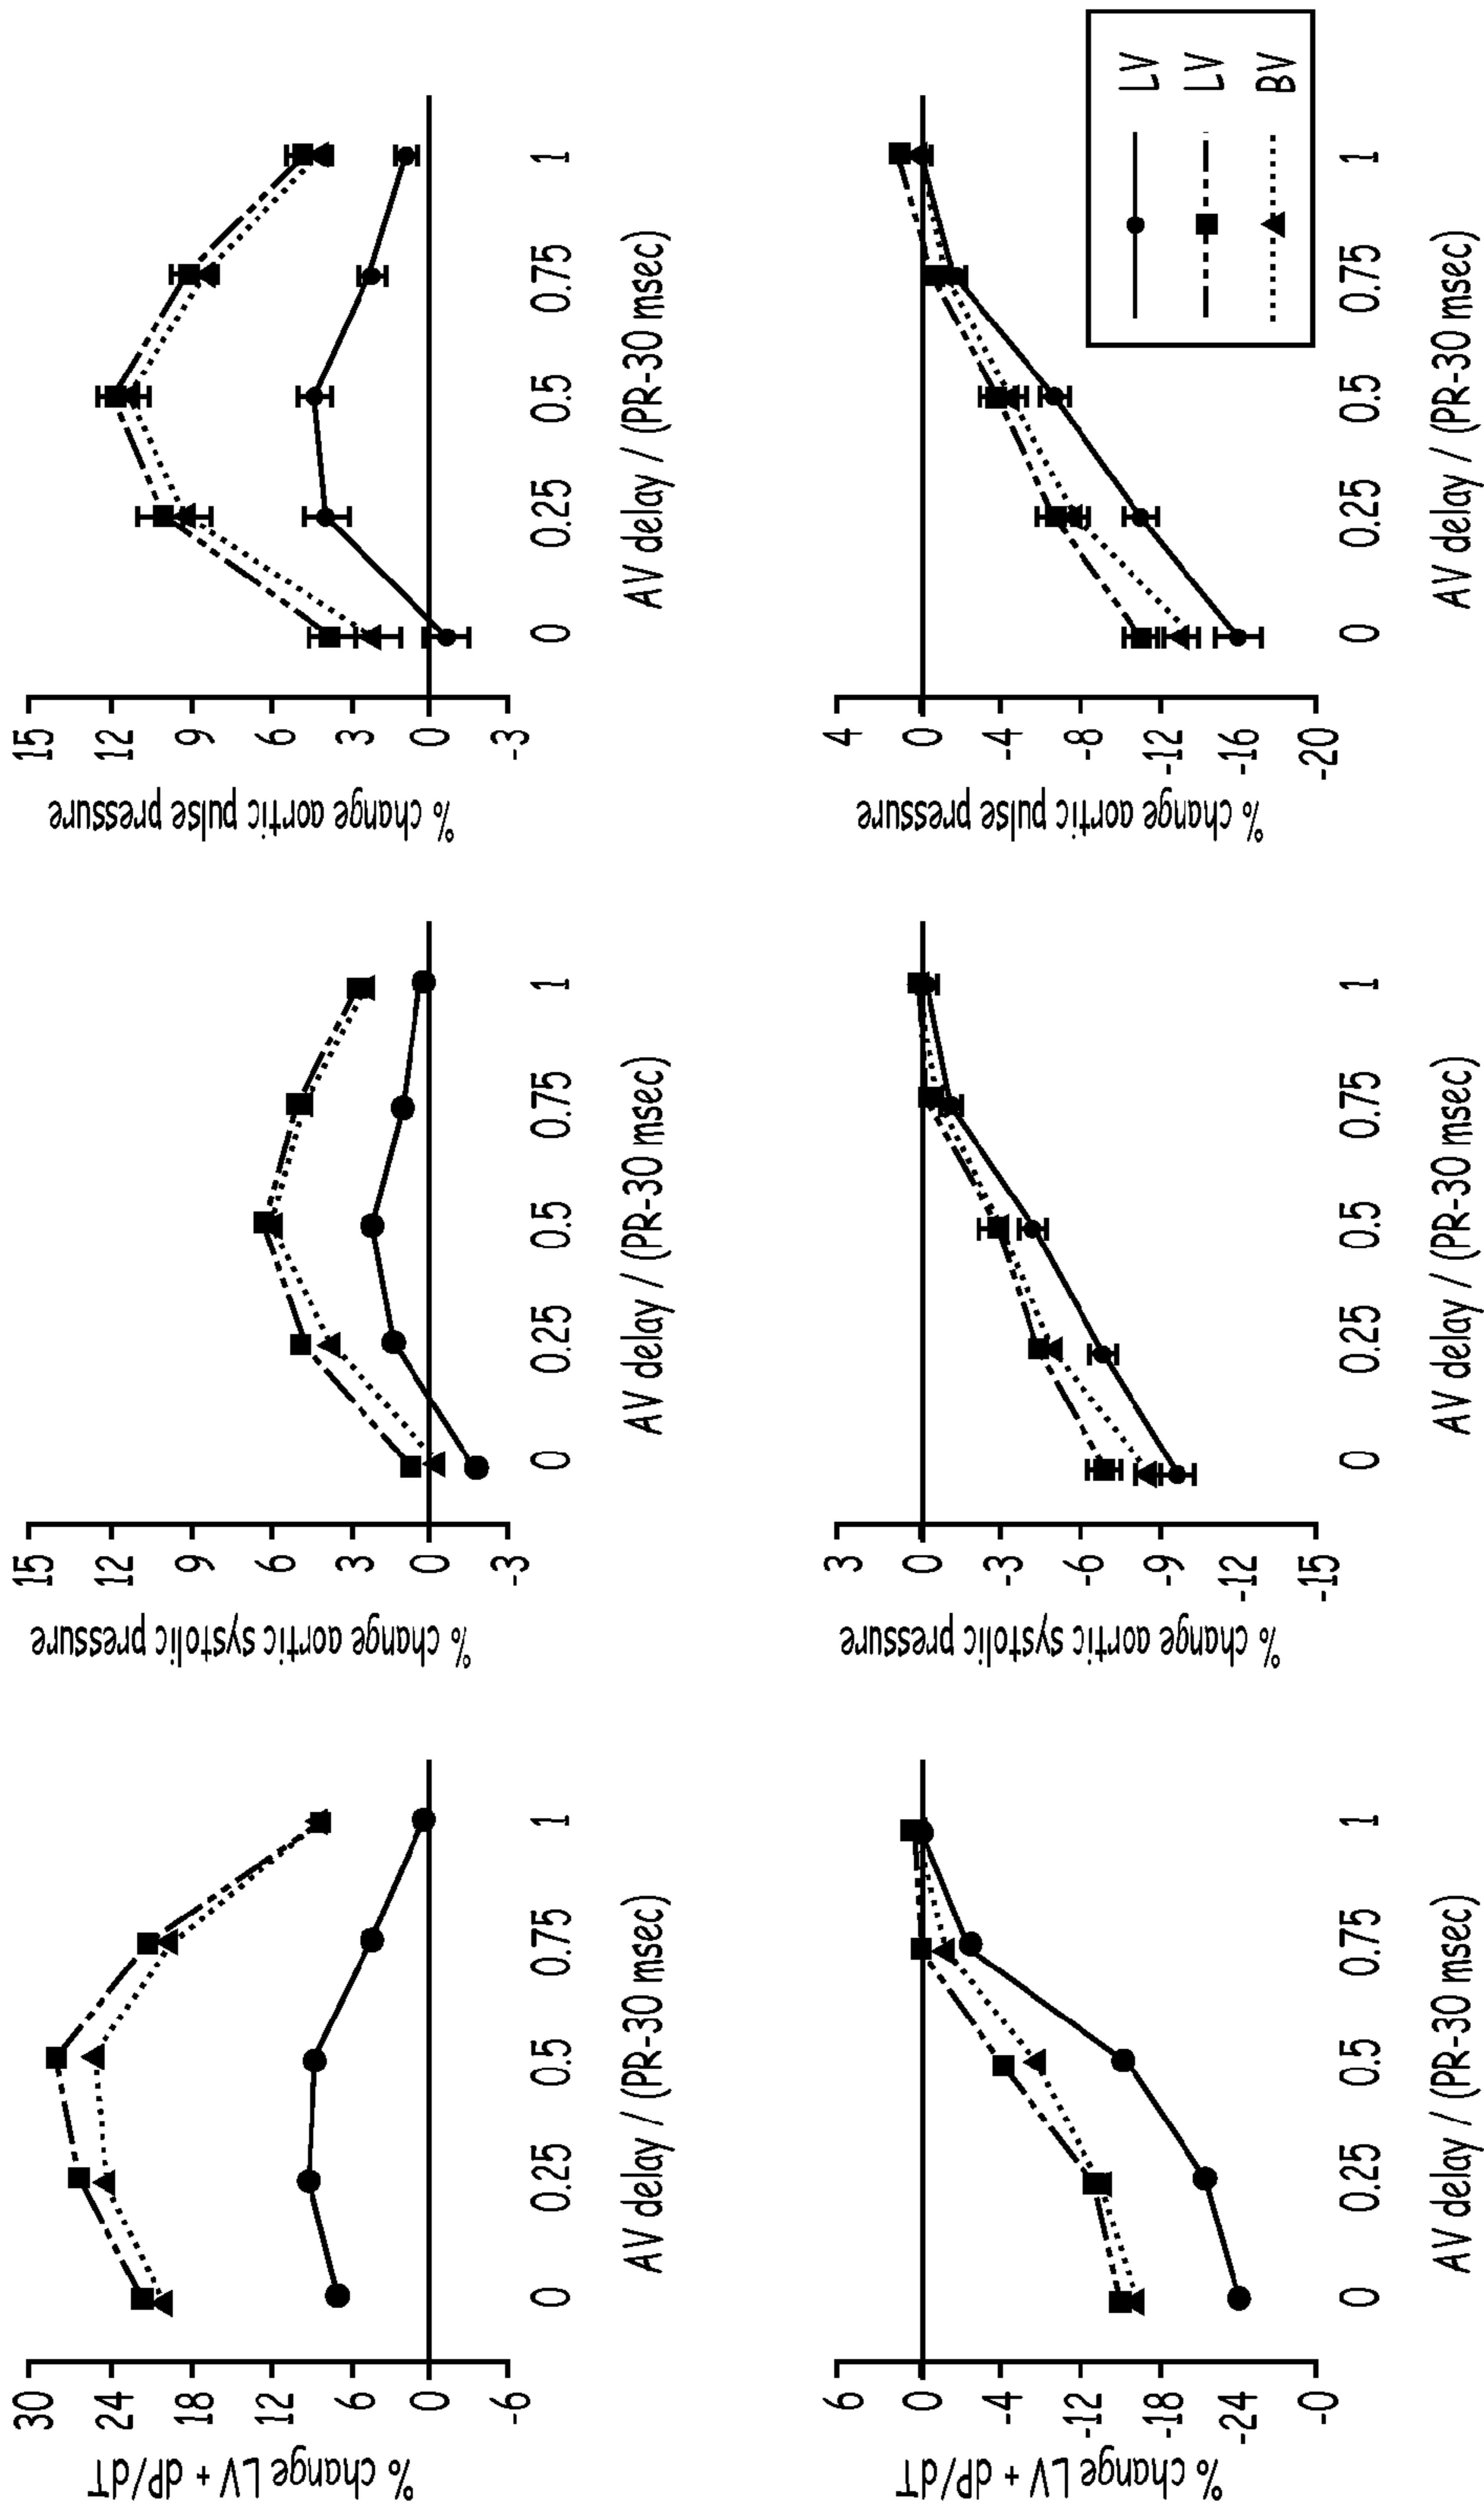 % change LV + dP/dT
30
24
18
12
6
0
-6
0 0.25 0.5 0.75 1
AV delay / (PR-30 msec)
% change aortic systolic pressure
15
12
9
6
3
0
-3
0 0.25 0.5 0.75 1
AV delay / (PR-30 msec)
% change aortic pulse pressure
15
12
9
6
3
0
-3
0 0.25 0.5 0.75 1
AV delay / (PR-30 msec)
% change LV + dP/dT
6
0
-4
-12
-18
-24
-0
0 0.25 0.5 0.75 1
AV delay / (PR-30 msec)
% change aortic systolic pressure
3
0
-3
-6
-9
-12
-15
0 0.25 0.5 0.75 1
AV delay / (PR-30 msec)
% change aortic pulse pressure
4
0
-4
-8
-12
-16
-20
0 0.25 0.5 0.75 1
AV delay / (PR-30 msec)
LV
LV
BV